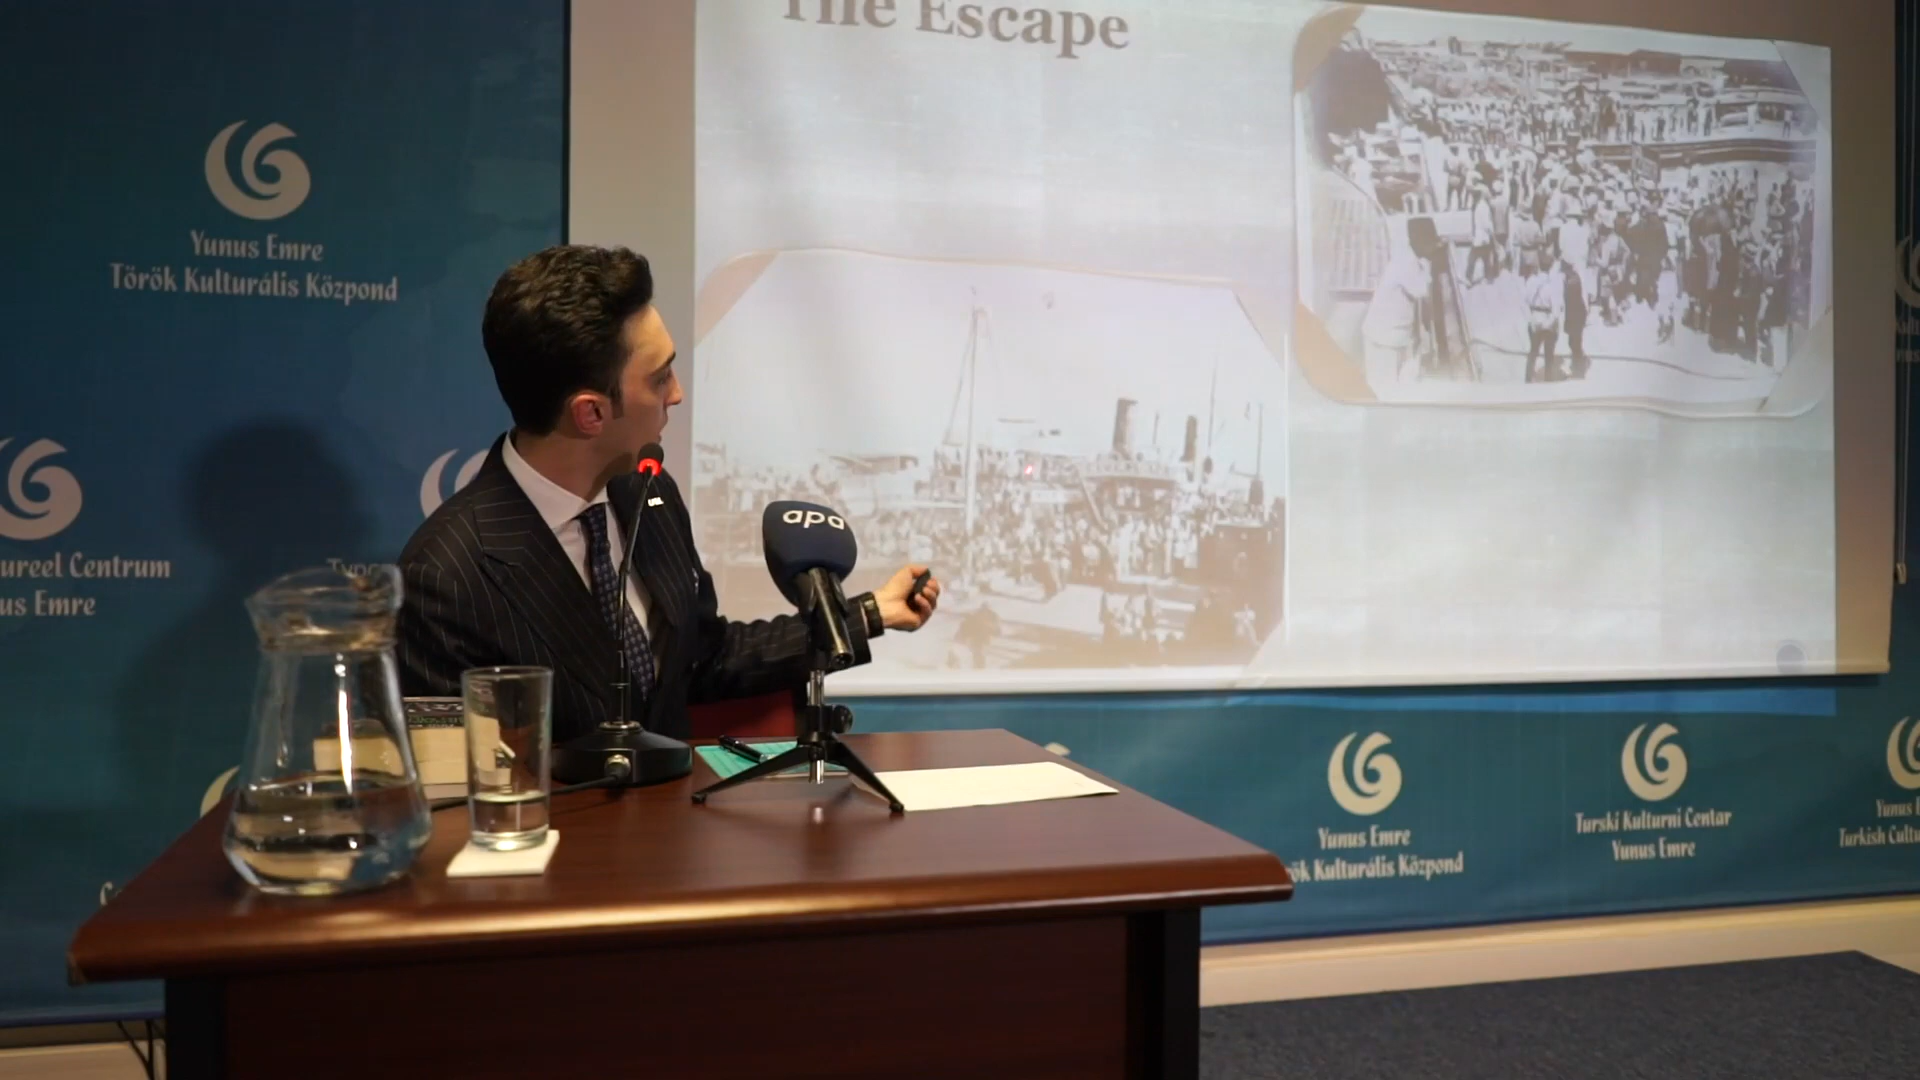 The Escape
Yunus Emre
Török Kulturális Központ
ureel Centrum
us Emre
apa
Yunus Emre
ök Kulturális Központ
Turski Kulturni Centar
Yunus Emre
Yunus
Turkish Cultu